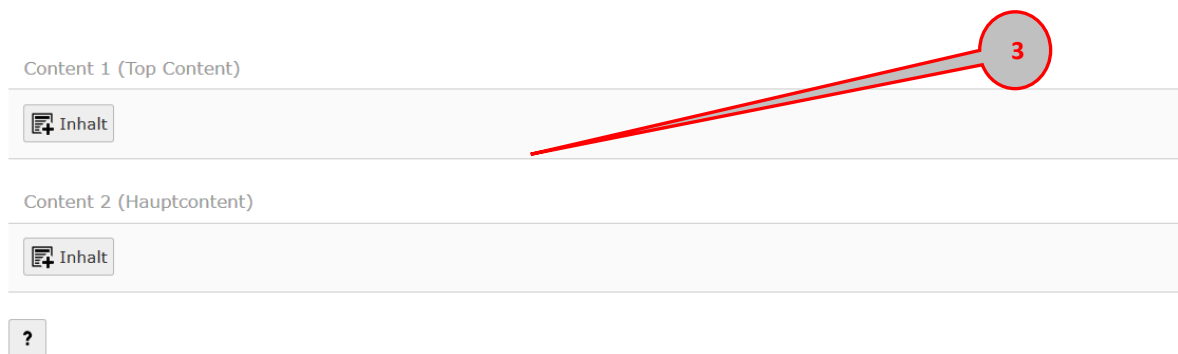 3
Content 1 (Top Content)
Inhalt
Content 2 (Hauptcontent)
Inhalt
?